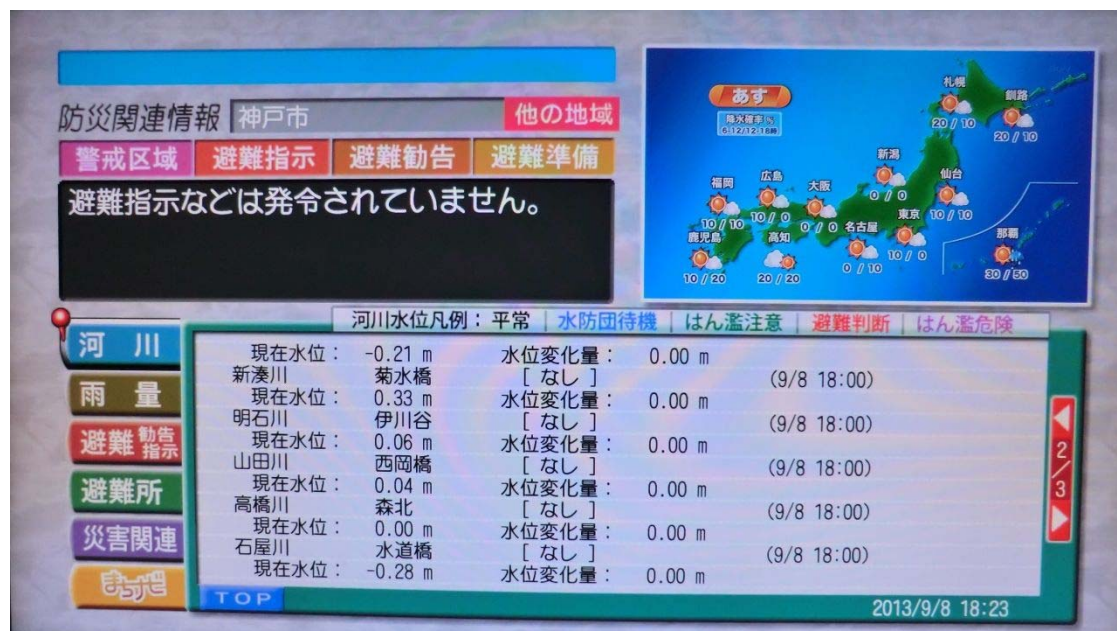 防災関連情報 神戸市 他の地域
警戒区域 避難指示 避難勧告 避難準備
避難指示などは発令されていません。
あす
降水確率%
6-12/12-18時
札幌
20 / 10
釧路
20 / 10
新潟
0 / 0
仙台
10 / 10
福岡
10 / 10
広島
10 / 0
大阪
0 / 0
東京
10 / 0
名古屋
0 / 10
鹿児島
10 / 20
高知
20 / 20
那覇
30 / 50
河川水位凡例：平常 水防団待機 はん濫注意 避難判断 はん濫危険
河川
雨量
避難 勧告 指示
避難所
災害関連
まちナビ
現在水位： -0.21 m 水位変化量： 0.00 m
新湊川 菊水橋 [ なし ] (9/8 18:00)
現在水位： 0.33 m 水位変化量： 0.00 m
明石川 伊川谷 [ なし ] (9/8 18:00)
現在水位： 0.06 m 水位変化量： 0.00 m
山田川 西岡橋 [ なし ] (9/8 18:00)
現在水位： 0.04 m 水位変化量： 0.00 m
高橋川 森北 [ なし ] (9/8 18:00)
現在水位： 0.00 m 水位変化量： 0.00 m
石屋川 水道橋 [ なし ] (9/8 18:00)
現在水位： -0.28 m 水位変化量： 0.00 m
2/3
TOP
2013/9/8 18:23